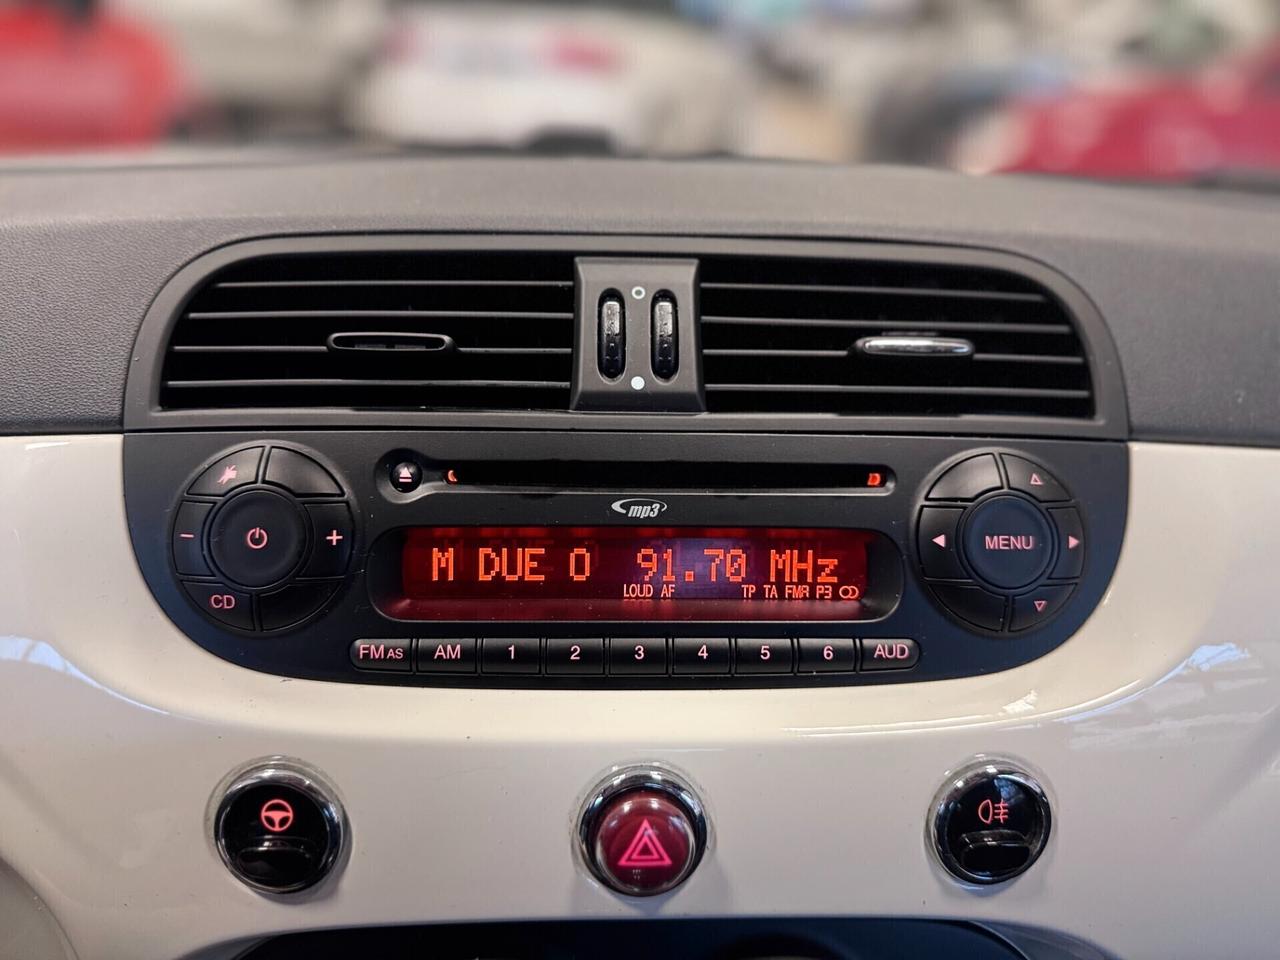 mp3
M DUE O 91.70 MHz
LOUD AF TP TA FMA P3
− + CD
MENU
FM AS AM 1 2 3 4 5 6 AUD